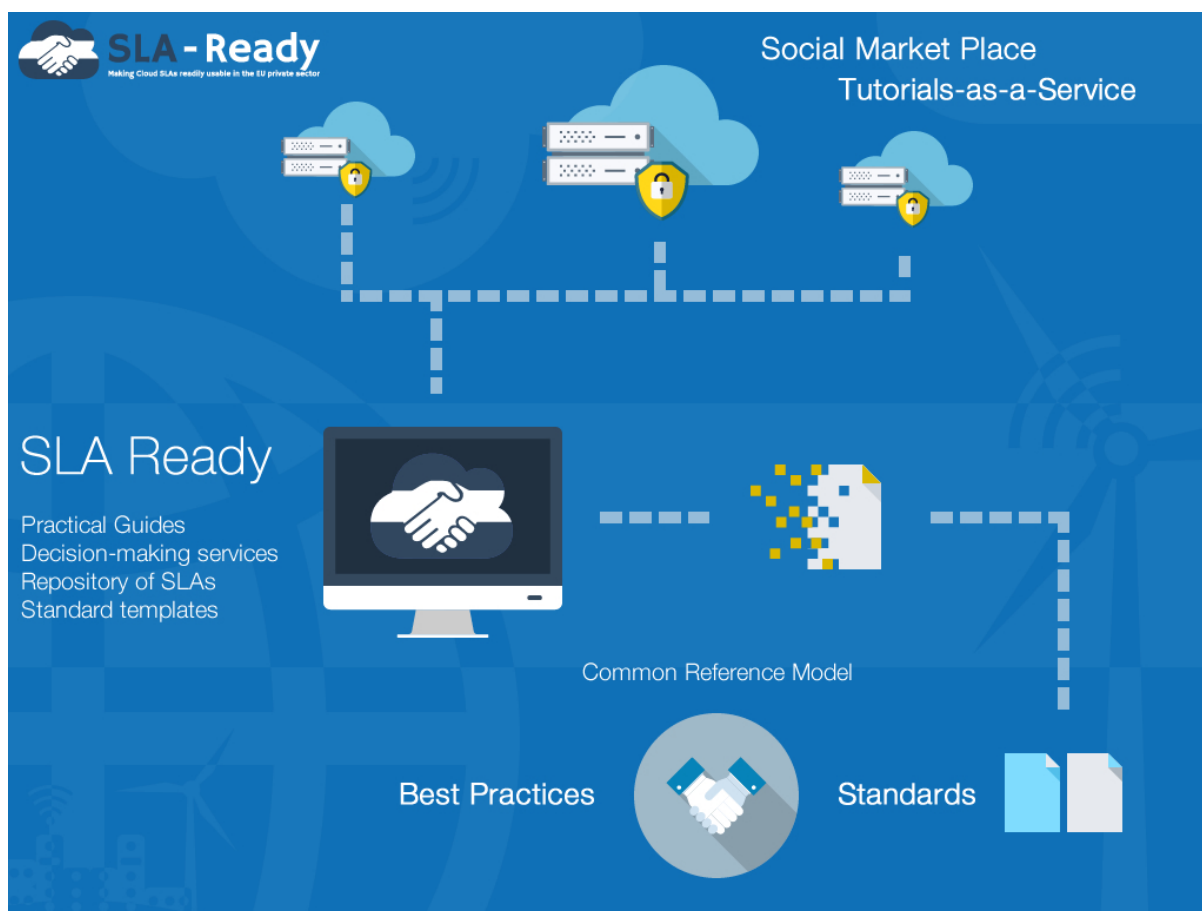 SLA-Ready
Making Cloud SLAs readily usable in the EU private sector
Social Market Place
Tutorials-as-a-Service
SLA Ready
Practical Guides
Decision-making services
Repository of SLAs
Standard templates
Common Reference Model
Best Practices
Standards